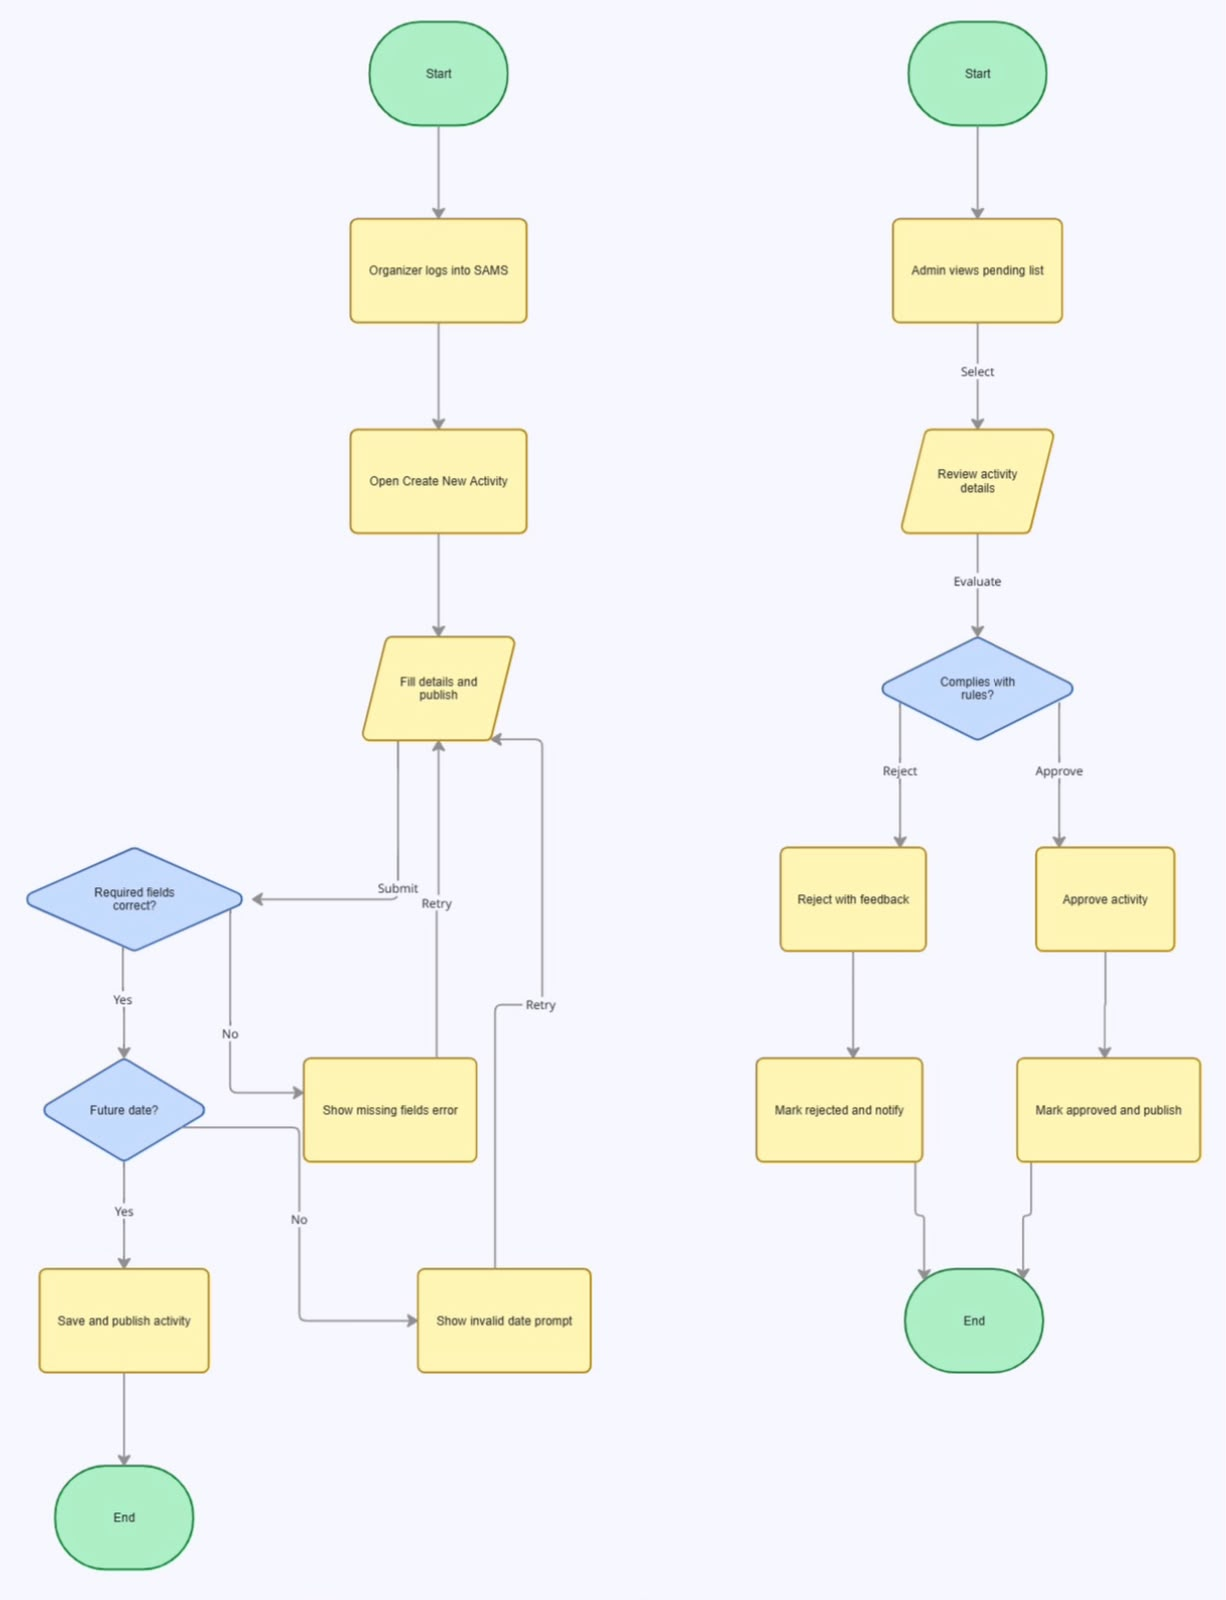 Start
Organizer logs into SAMS
Open Create New Activity
Fill details and
publish
Submit
Retry
Required fields
correct?
Yes
No
Retry
Future date?
Show missing fields error
Yes
No
Save and publish activity
Show invalid date prompt
End
Start
Admin views pending list
Select
Review activity
details
Evaluate
Complies with
rules?
Reject
Approve
Reject with feedback
Approve activity
Mark rejected and notify
Mark approved and publish
End